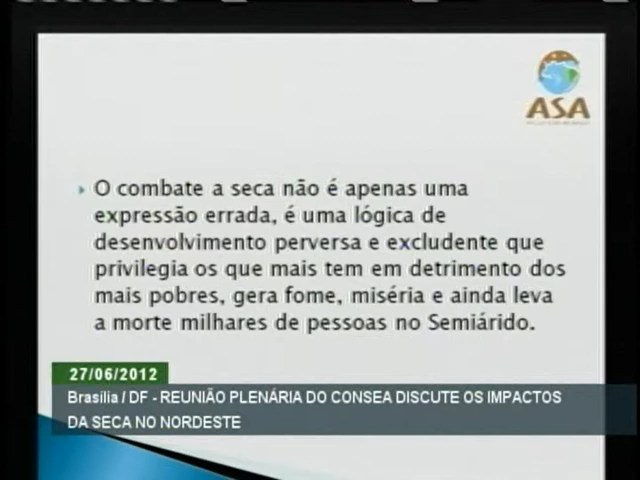 ASA
O combate a seca não é apenas uma
expressão errada, é uma lógica de
desenvolvimento perversa e excludente que
privilegia os que mais tem em detrimento dos
mais pobres, gera fome, miséria e ainda leva
a morte milhares de pessoas no Semiárido.
27/06/2012
Brasília / DF - REUNIÃO PLENÁRIA DO CONSEA DISCUTE OS IMPACTOS
DA SECA NO NORDESTE